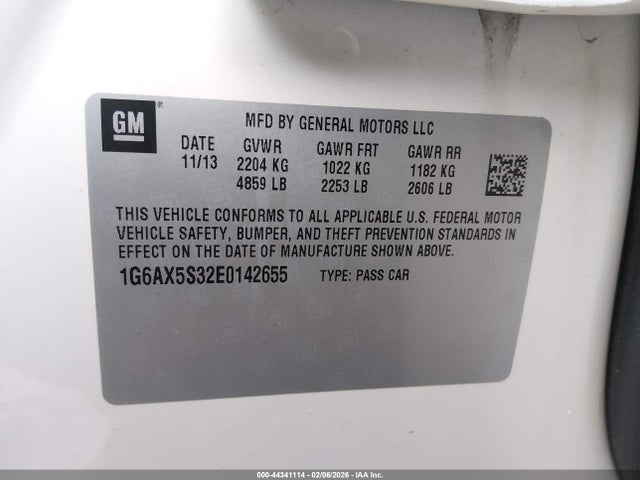 GM ®
MFD BY GENERAL MOTORS LLC
DATE GVWR GAWR FRT GAWR RR
11/13 2204 KG 1022 KG 1182 KG
4859 LB 2253 LB 2606 LB
THIS VEHICLE CONFORMS TO ALL APPLICABLE U.S. FEDERAL MOTOR
VEHICLE SAFETY, BUMPER, AND THEFT PREVENTION STANDARDS IN
EFFECT ON THE DATE OF MANUFACTURE SHOWN ABOVE.
1G6AX5S32E0142655 TYPE: PASS CAR
000-44341114 - 02/06/2026 - IAA Inc.